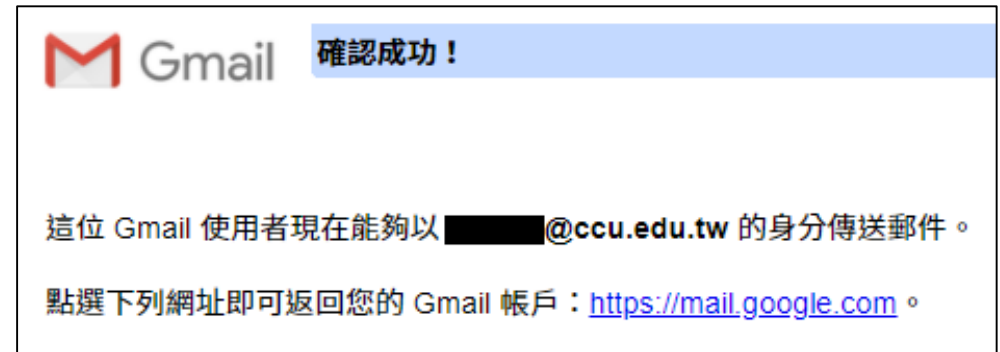 Gmail 確認成功！
這位 Gmail 使用者現在能夠以 @ccu.edu.tw 的身分傳送郵件。
點選下列網址即可返回您的 Gmail 帳戶：https://mail.google.com。